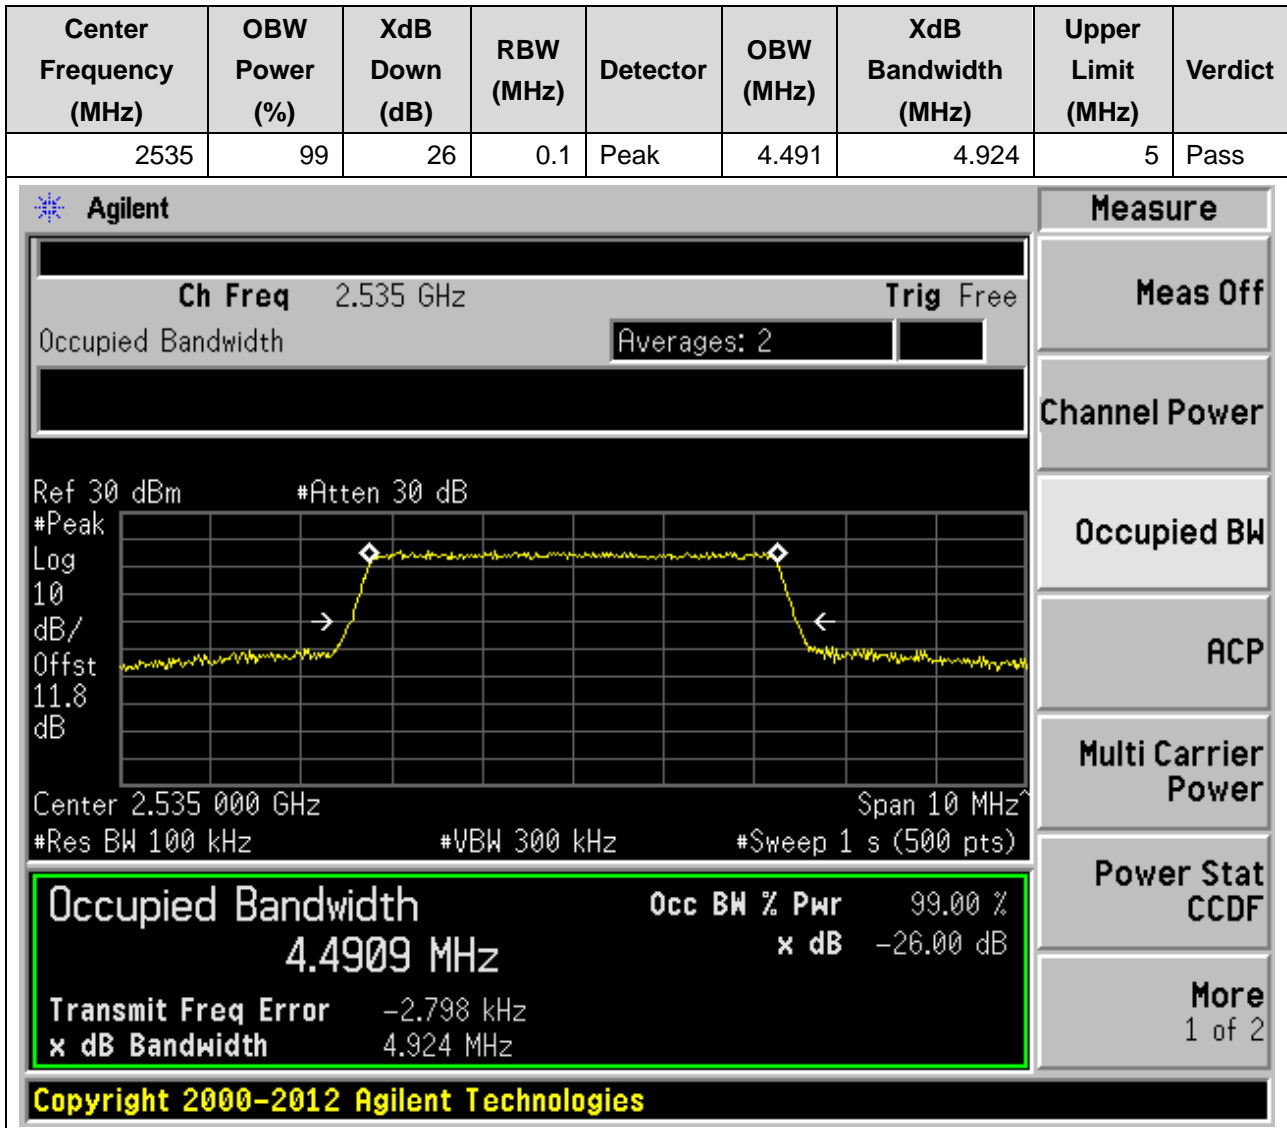 Center Frequency (MHz) OBW Power (%) XdB Down (dB) RBW (MHz) Detector OBW (MHz) XdB Bandwidth (MHz) Upper Limit (MHz) Verdict
2535 99 26 0.1 Peak 4.491 4.924 5 Pass
Agilent
Measure
Ch Freq 2.535 GHz Trig Free
Meas Off
Occupied Bandwidth Averages: 2
Channel Power
Ref 30 dBm #Atten 30 dB
#Peak
Log
10
dB/
Offst
11.8
dB
Occupied BW
ACP
Multi Carrier
Power
Center 2.535 000 GHz Span 10 MHz^
#Res BW 100 kHz #VBW 300 kHz #Sweep 1 s (500 pts)
Power Stat
CCDF
Occupied Bandwidth Occ BW % Pwr 99.00 %
4.4909 MHz x dB -26.00 dB
Transmit Freq Error -2.798 kHz
x dB Bandwidth 4.924 MHz
More
1 of 2
Copyright 2000-2012 Agilent Technologies